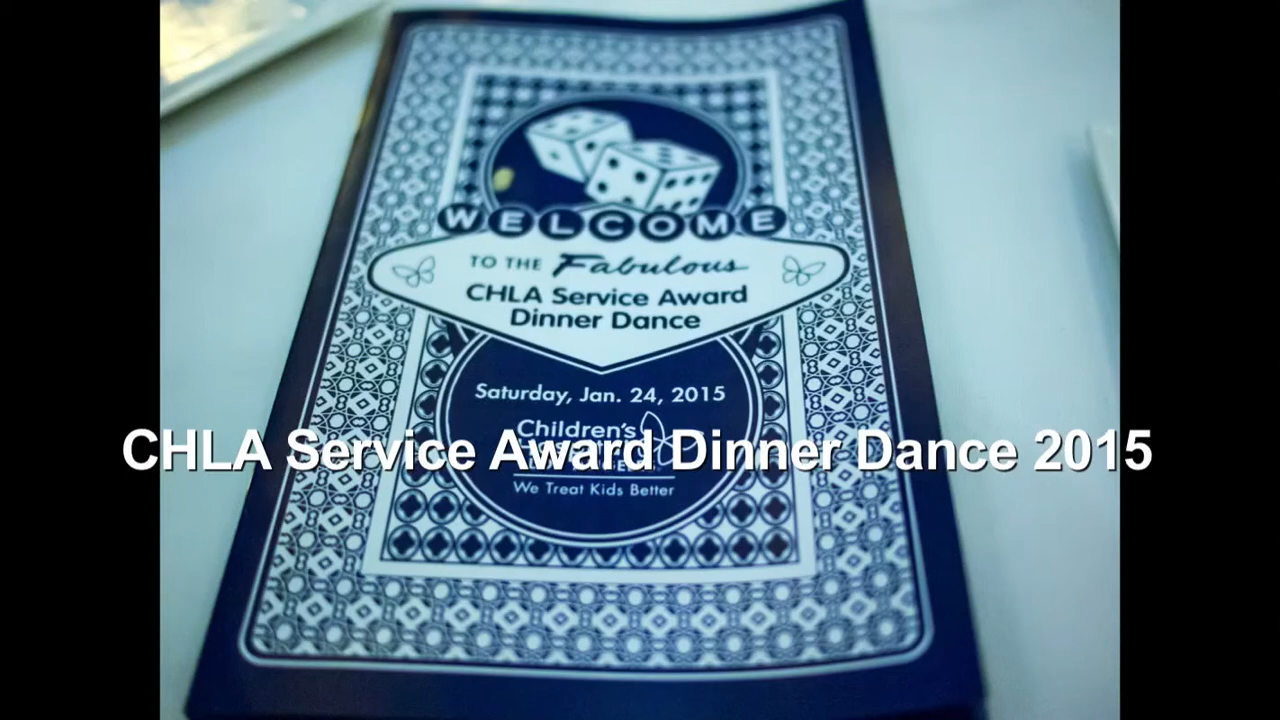 WELCOME
TO THE Fabulous
CHLA Service Award
Dinner Dance
Saturday, Jan. 24, 2015
Children's
CHLA Service Award Dinner Dance 2015
We Treat Kids Better